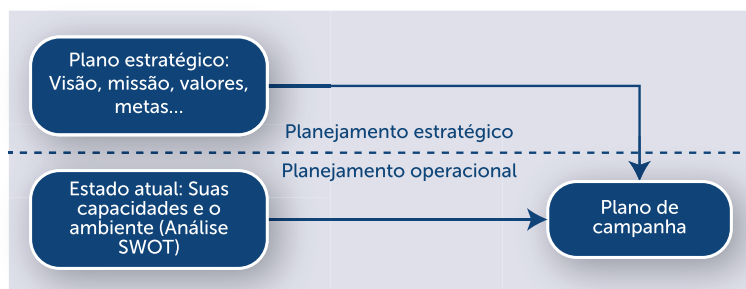 Plano estratégico:
Visão, missão, valores,
metas...
Planejamento estratégico
Planejamento operacional
Estado atual: Suas
capacidades e o
ambiente (Análise
SWOT)
Plano de
campanha